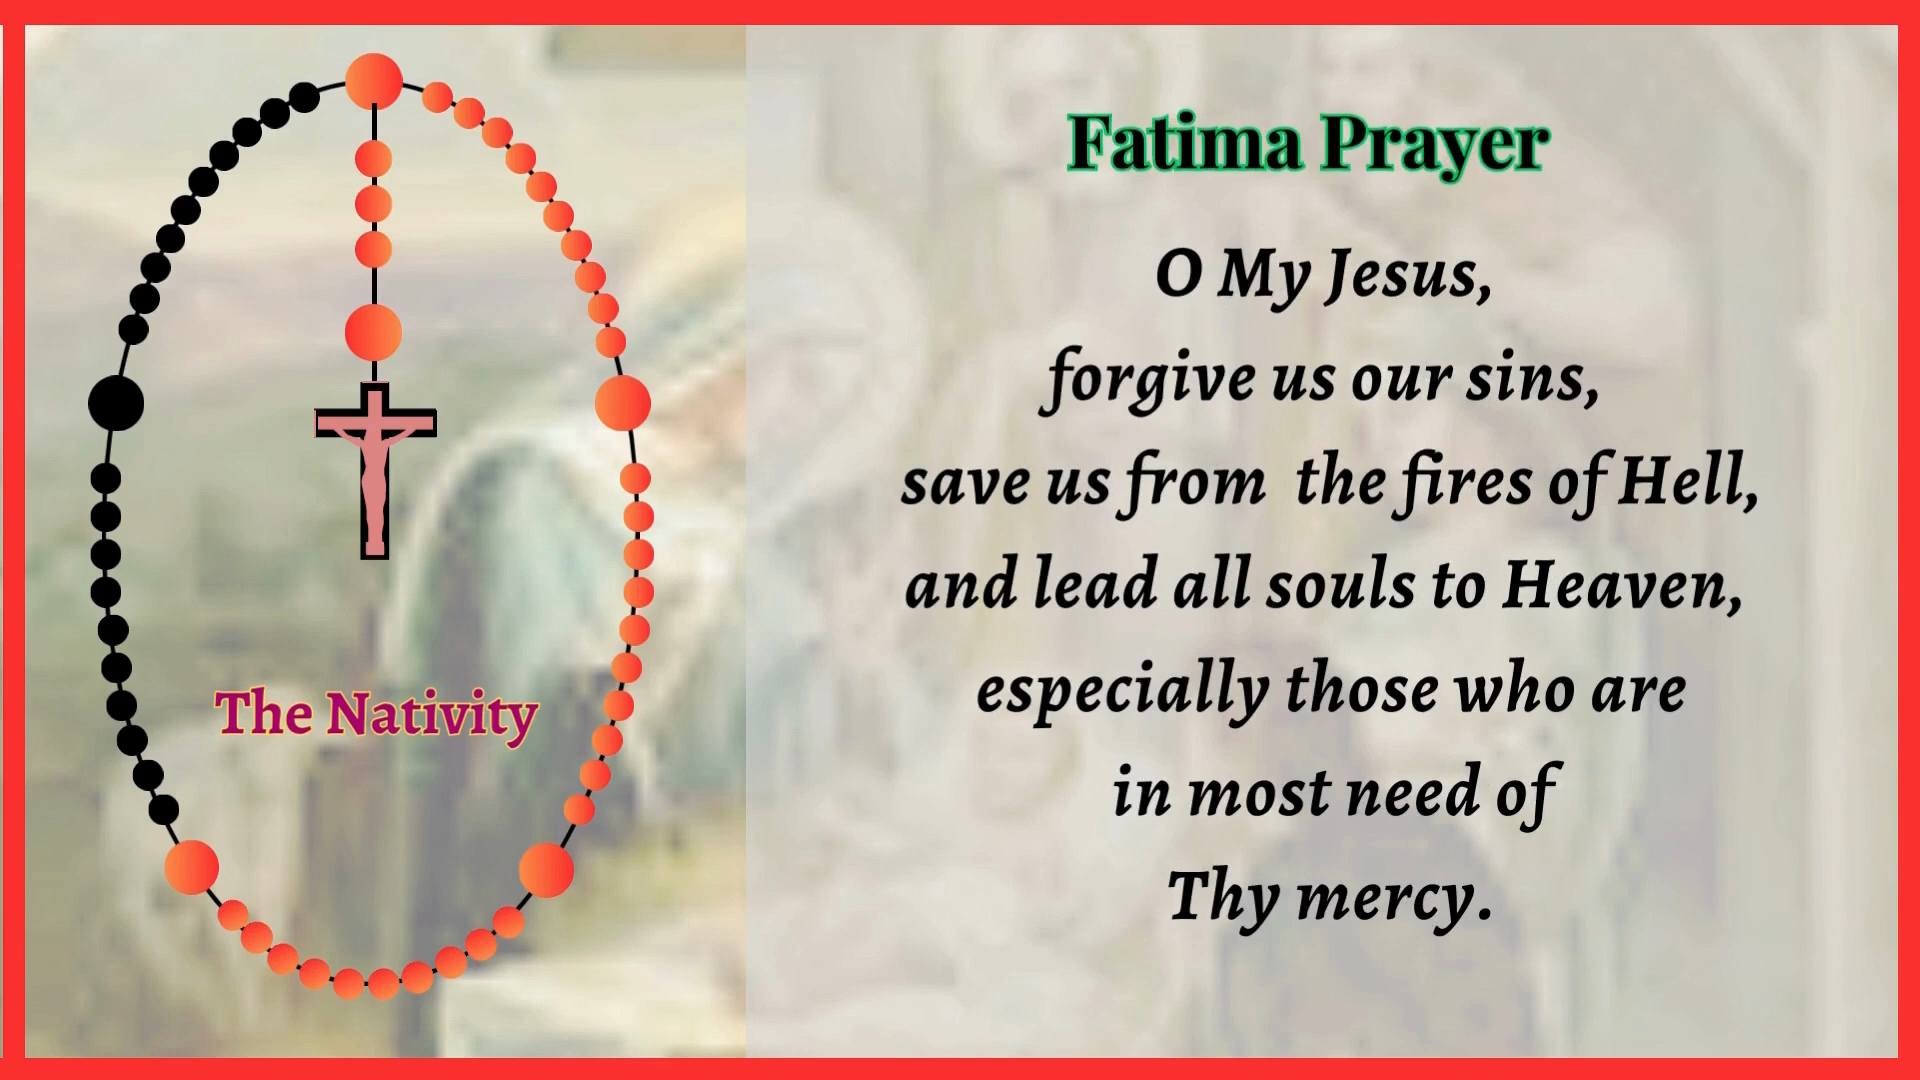 The Nativity
Fatima Prayer
O My Jesus,
forgive us our sins,
save us from  the fires of Hell,
and lead all souls to Heaven,
especially those who are
in most need of
Thy mercy.